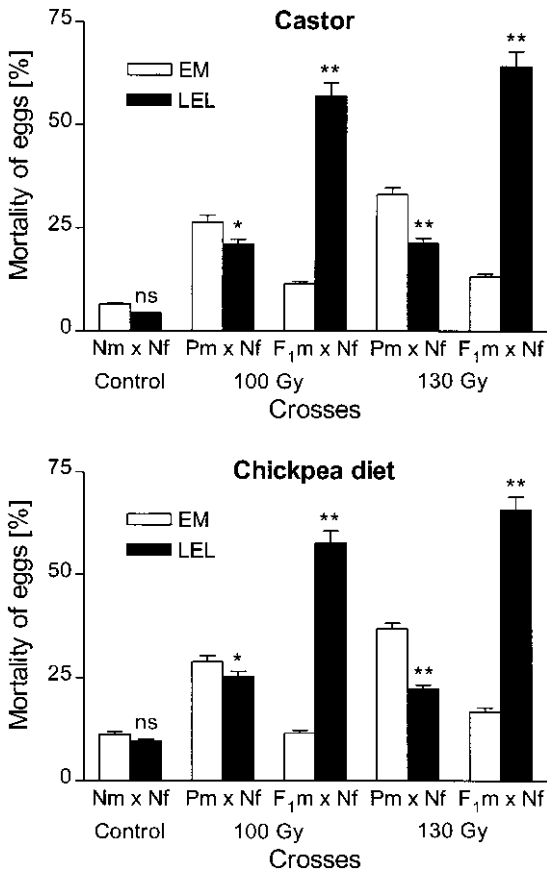 Castor
Mortality of eggs [%]
75
50
25
0
EM
LEL
ns
*
**
**
**
Nm x Nf Pm x Nf F₁m x Nf Pm x Nf F₁m x Nf
Control 100 Gy 130 Gy
Crosses
Chickpea diet
Mortality of eggs [%]
75
50
25
0
EM
LEL
ns
*
**
**
**
Nm x Nf Pm x Nf F₁m x Nf Pm x Nf F₁m x Nf
Control 100 Gy 130 Gy
Crosses